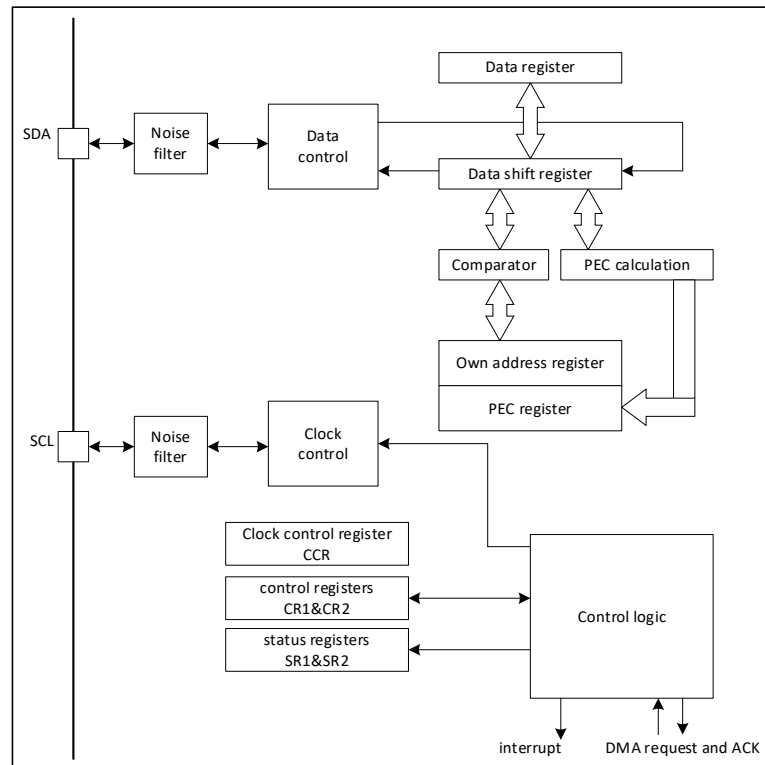 Data register
SDA
Noise
filter
Data
control
Data shift register
Comparator
PEC calculation
Own address register
PEC register
SCL
Noise
filter
Clock
control
Clock control register
CCR
control registers
CR1&CR2
status registers
SR1&SR2
Control logic
interrupt
DMA request and ACK